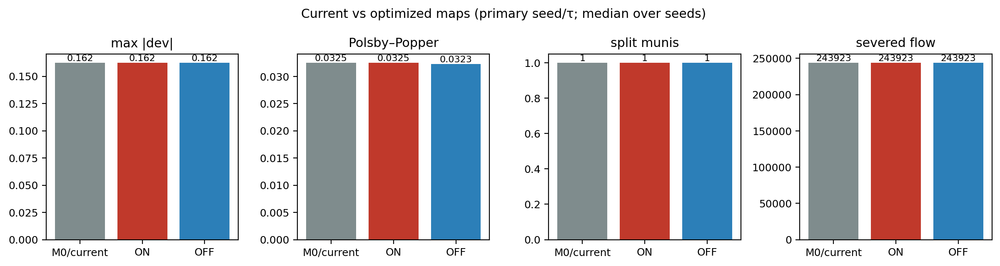 Current vs optimized maps (primary seed/τ; median over seeds)
max |dev|
0.150
0.125
0.100
0.075
0.050
0.025
0.000
0.162 0.162 0.162
M0/current ON OFF
Polsby–Popper
0.030
0.025
0.020
0.015
0.010
0.005
0.000
0.0325 0.0325 0.0323
M0/current ON OFF
split munis
1.0
0.8
0.6
0.4
0.2
0.0
1 1 1
M0/current ON OFF
severed flow
250000
200000
150000
100000
50000
0
243923 243923 243923
M0/current ON OFF